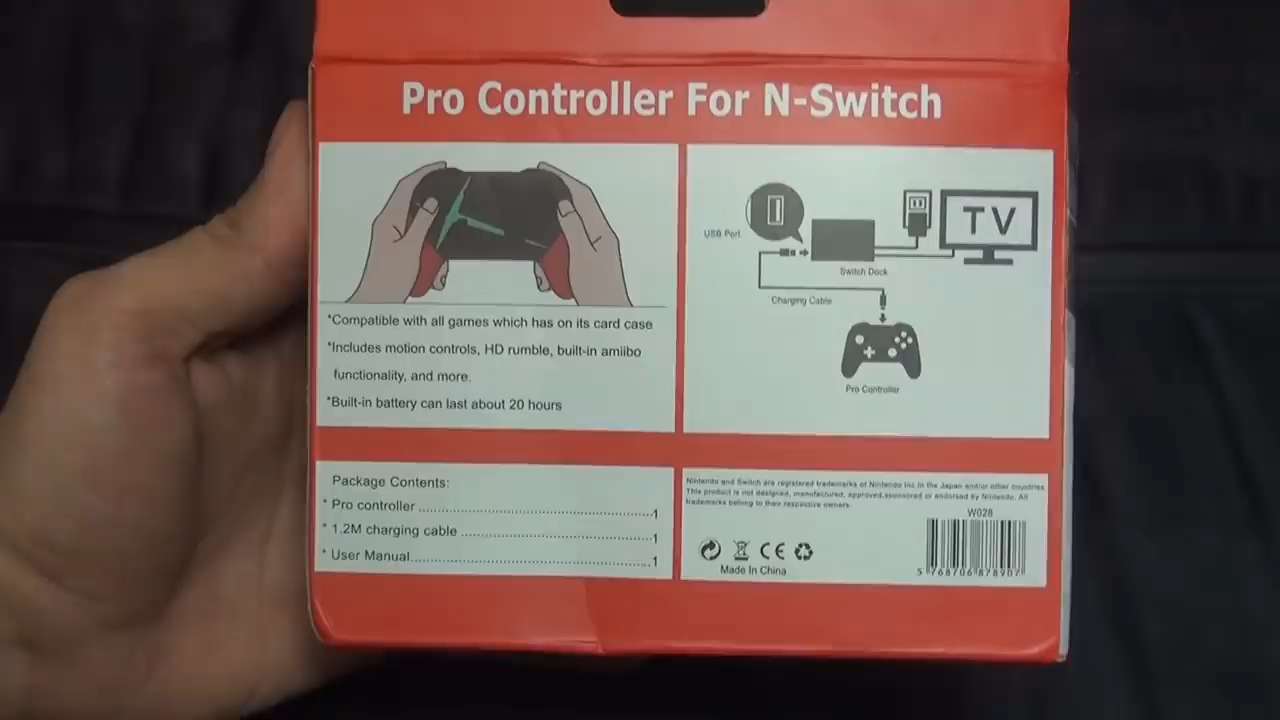 Pro Controller For N-Switch
*Compatible with all games which has on its card case
*Includes motion controls, HD rumble, built-in amiibo
functionality, and more.
*Built-in battery can last about 20 hours
USB Port
TV
Switch Dock
Charging Cable
Pro Controller
Package Contents:
* Pro controller ..........................................1
* 1.2M charging cable ...................................1
* User Manual...........................................1
Nintendo and Switch are registered trademarks of Nintendo Inc.in the Japan and/or other countries
This product is not designed, manufactured, approved,sponsored or endorsed by Nintendo. All
trademarks belong to their respective owners.
W028
CE
Made In China
5 768706 878907